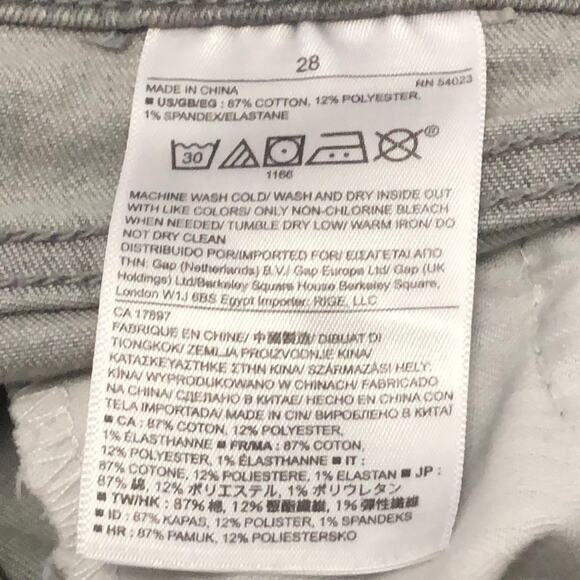 28
MADE IN CHINA RN 54023
■ US/GB/EG : 87% COTTON, 12% POLYESTER,
1% SPANDEX/ELASTANE
30
1166
®
MACHINE WASH COLD/ WASH AND DRY INSIDE OUT
WITH LIKE COLORS/ ONLY NON-CHLORINE BLEACH
WHEN NEEDED/ TUMBLE DRY LOW/ WARM IRON/ DO
NOT DRY CLEAN
DISTRIBUIDO POR/IMPORTED FOR/ ΕΙΣΑΓΕΤΑΙ ΑΠΟ
ΤΗΝ: Gap (Netherlands) B.V./ Gap Europe Ltd/ Gap (UK
Holdings) Ltd/Berkeley Square House Berkeley Square,
London W1J 6BS Egypt Importer: RIGE, LLC
CA 17897
FABRIQUE EN CHINE/ 中國製造/ DIBUAT DI
TIONGKOK/ ZEMLJA PROIZVODNJE KINA/
ΚΑΤΑΣΚΕΥΑΣΤΗΚΕ ΣΤΗΝ ΚΙΝΑ/ SZÁRMAZÁSI HELY:
KÍNA/ WYPRODUKOWANO W CHINACH/ FABRICADO
NA CHINA/ СДЕЛАНО В КИТАЕ/ HECHO EN CHINA CON
TELA IMPORTADA/ MADE IN CIN/ ВИРОБЛЕНО В КИТАЇ
■ CA : 87% COTON, 12% POLYESTER,
1% ÉLASTHANNE ■ FR/MA : 87% COTON,
12% POLYESTER, 1% ÉLASTHANNE ■ IT :
87% COTONE, 12% POLIESTERE, 1% ELASTAN ■ JP :
87% 綿, 12% ポリエステル, 1% ポリウレタン
■ TW/HK : 87% 棉, 12% 聚酯纖維, 1% 彈性纖維
■ ID : 87% KAPAS, 12% POLISTER, 1% SPANDEKS
■ HR : 87% PAMUK, 12% POLIESTERSKO